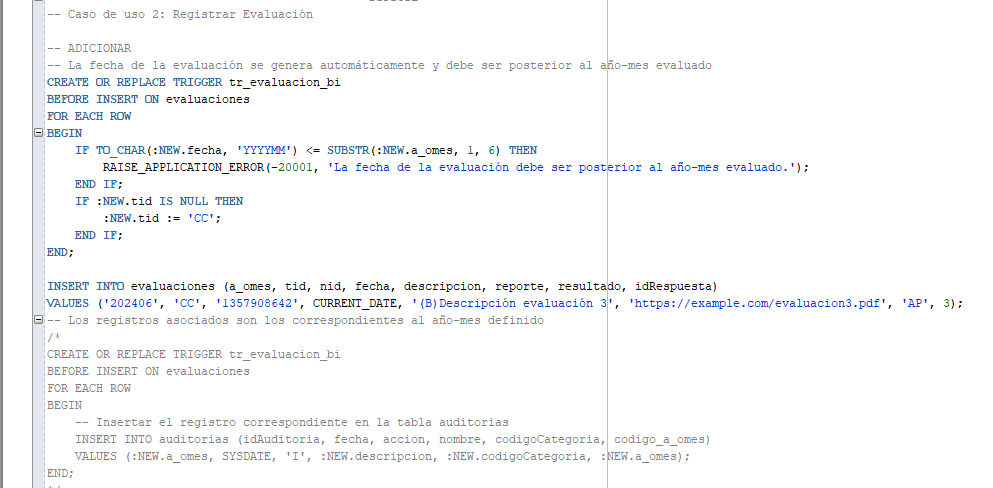 -- Caso de uso 2: Registrar Evaluación
-- ADICIONAR
-- La fecha de la evaluación se genera automáticamente y debe ser posterior al año-mes evaluado
CREATE OR REPLACE TRIGGER tr_evaluacion_bi
BEFORE INSERT ON evaluaciones
FOR EACH ROW
BEGIN
    IF TO_CHAR(:NEW.fecha, 'YYYYMM') <= SUBSTR(:NEW.a_omes, 1, 6) THEN
        RAISE_APPLICATION_ERROR(-20001, 'La fecha de la evaluación debe ser posterior al año-mes evaluado.');
    END IF;
    IF :NEW.tid IS NULL THEN
        :NEW.tid := 'CC';
    END IF;
END;
INSERT INTO evaluaciones (a_omes, tid, nid, fecha, descripcion, reporte, resultado, idRespuesta)
VALUES ('202406', 'CC', '1357908642', CURRENT_DATE, '(B)Descripción evaluación 3', 'https://example.com/evaluacion3.pdf', 'AP', 3);
-- Los registros asociados son los correspondientes al año-mes definido
/*
CREATE OR REPLACE TRIGGER tr_evaluacion_bi
BEFORE INSERT ON evaluaciones
FOR EACH ROW
BEGIN
    -- Insertar el registro correspondiente en la tabla auditorias
    INSERT INTO auditorias (idAuditoria, fecha, accion, nombre, codigoCategoria, codigo_a_omes)
    VALUES (:NEW.a_omes, SYSDATE, 'I', :NEW.descripcion, :NEW.codigoCategoria, :NEW.a_omes);
END;